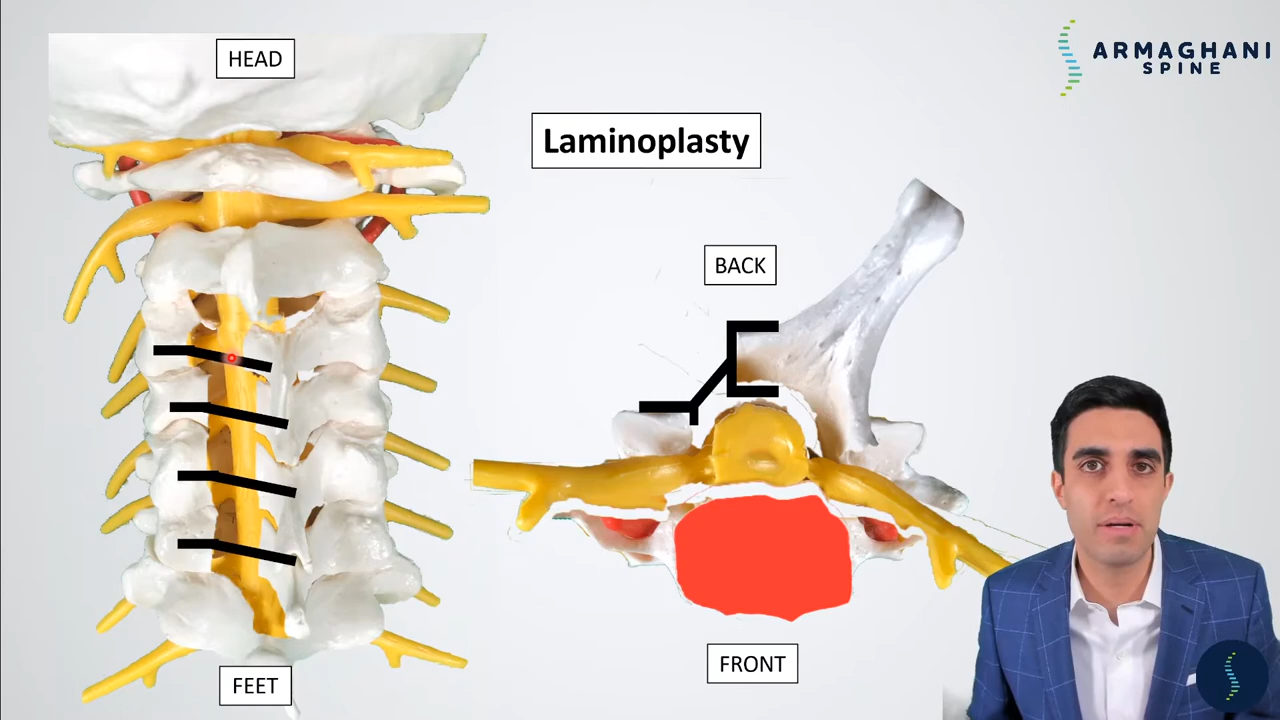 HEAD
ARMAGHANI
SPINE
Laminoplasty
BACK
FRONT
FEET